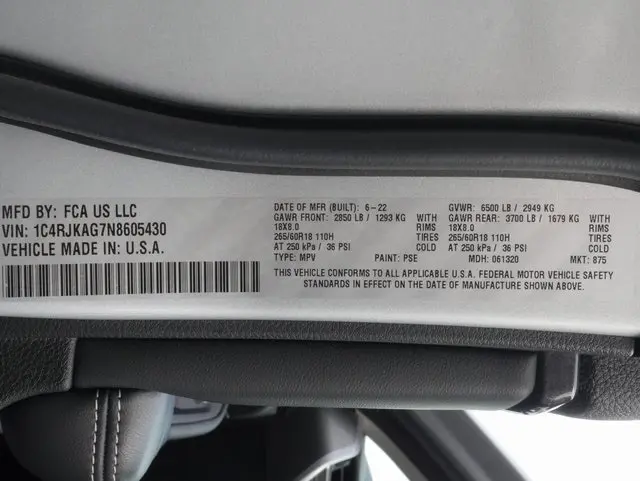 MFD BY: FCA US LLC
VIN: 1C4RJKAG7N8605430
VEHICLE MADE IN: U.S.A.
DATE OF MFR (BUILT): 6-22 GVWR: 6500 LB / 2949 KG
GAWR FRONT: 2850 LB / 1293 KG WITH GAWR REAR: 3700 LB / 1679 KG WITH
18X8.0 RIMS 18X8.0 RIMS
265/60R18 110H TIRES 265/60R18 110H TIRES
AT 250 kPa / 36 PSI COLD AT 250 kPa / 36 PSI COLD
TYPE: MPV PAINT: PSE MDH: 061320 MKT: 875
THIS VEHICLE CONFORMS TO ALL APPLICABLE U.S.A. FEDERAL MOTOR VEHICLE SAFETY
STANDARDS IN EFFECT ON THE DATE OF MANUFACTURE SHOWN ABOVE.